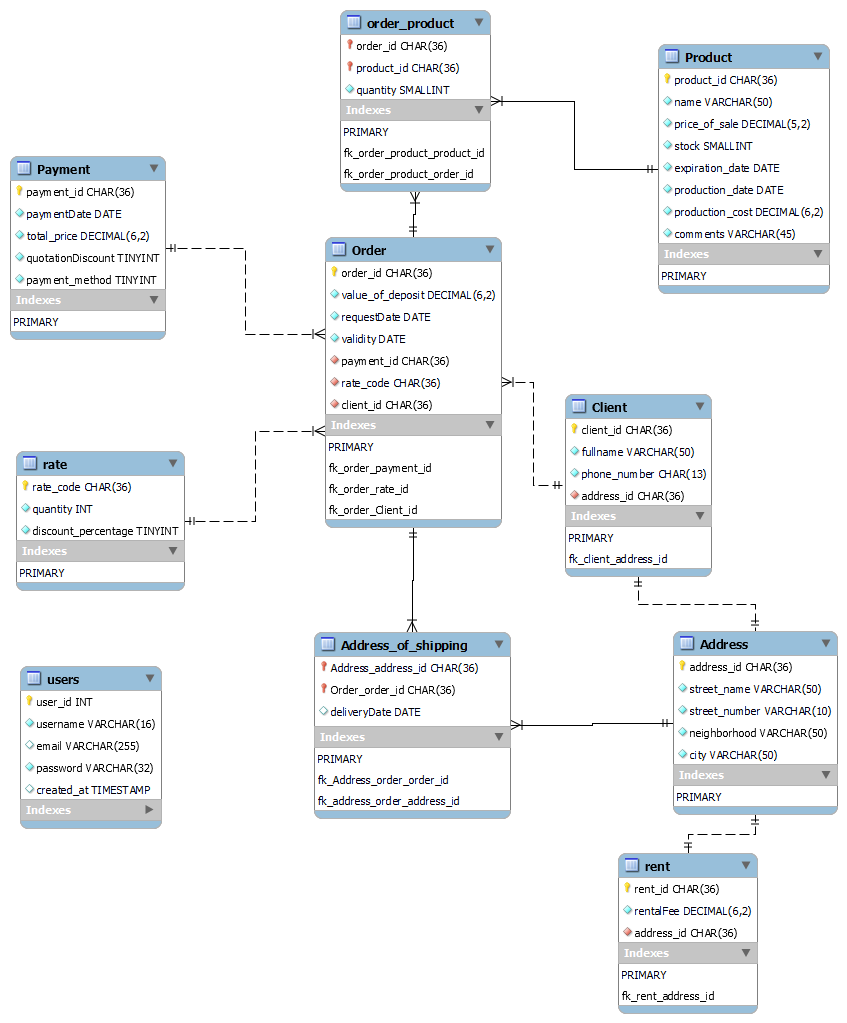 order_product
order_id CHAR(36)
product_id CHAR(36)
quantity SMALLINT
Indexes
PRIMARY
fk_order_product_product_id
fk_order_product_order_id
Product
product_id CHAR(36)
name VARCHAR(50)
price_of_sale DECIMAL(5,2)
stock SMALLINT
expiration_date DATE
production_date DATE
production_cost DECIMAL(6,2)
comments VARCHAR(45)
Indexes
PRIMARY
Payment
payment_id CHAR(36)
paymentDate DATE
total_price DECIMAL(6,2)
quotationDiscount TINYINT
payment_method TINYINT
Indexes
PRIMARY
Order
order_id CHAR(36)
value_of_deposit DECIMAL(6,2)
requestDate DATE
validity DATE
payment_id CHAR(36)
rate_code CHAR(36)
client_id CHAR(36)
Indexes
PRIMARY
fk_order_payment_id
fk_order_rate_id
fk_order_Client_id
Client
client_id CHAR(36)
fullname VARCHAR(50)
phone_number CHAR(13)
address_id CHAR(36)
Indexes
PRIMARY
fk_client_address_id
rate
rate_code CHAR(36)
quantity INT
discount_percentage TINYINT
Indexes
PRIMARY
Address_of_shipping
Address_address_id CHAR(36)
Order_order_id CHAR(36)
deliveryDate DATE
Indexes
PRIMARY
fk_Address_order_order_id
fk_address_order_address_id
Address
address_id CHAR(36)
street_name VARCHAR(50)
street_number VARCHAR(10)
neighborhood VARCHAR(50)
city VARCHAR(50)
Indexes
PRIMARY
users
user_id INT
username VARCHAR(16)
email VARCHAR(255)
password VARCHAR(32)
created_at TIMESTAMP
Indexes
rent
rent_id CHAR(36)
rentalFee DECIMAL(6,2)
address_id CHAR(36)
Indexes
PRIMARY
fk_rent_address_id